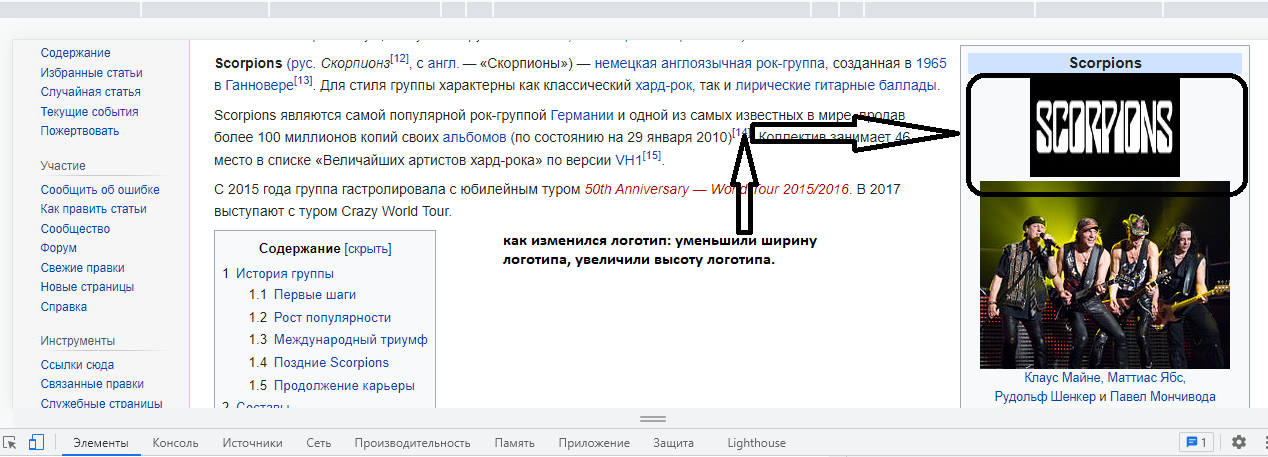 Содержание
Избранные статьи
Случайная статья
Текущие события
Пожертвовать
Участие
Сообщить об ошибке
Как править статьи
Сообщество
Форум
Свежие правки
Новые страницы
Справка
Инструменты
Ссылки сюда
Связанные правки
Служебные страницы
Scorpions (рус. Скорпионз[12], с англ. — «Скорпионы») — немецкая англоязычная рок-группа, созданная в 1965
в Ганновере[13]. Для стиля группы характерны как классический хард-рок, так и лирические гитарные баллады.
Scorpions являются самой популярной рок-группой Германии и одной из самых известных в мире, продав
более 100 миллионов копий своих альбомов (по состоянию на 29 января 2010)[14]. Коллектив занимает 46
место в списке «Величайших артистов хард-рока» по версии VH1[15].
С 2015 года группа гастролировала с юбилейным туром 50th Anniversary — World Tour 2015/2016. В 2017
выступают с туром Crazy World Tour.
Содержание [скрыть]
1 История группы
1.1 Первые шаги
1.2 Рост популярности
1.3 Международный триумф
1.4 Поздние Scorpions
1.5 Продолжение карьеры
2 Составы
как изменился логотип: уменьшили ширину
логотипа, увеличили высоту логотипа.
Scorpions
SCORPIONS
Клаус Майне, Маттиас Ябс,
Рудольф Шенкер и Павел Мончивода
Элементы
Консоль
Источники
Сеть
Производительность
Память
Приложение
Защита
Lighthouse
1